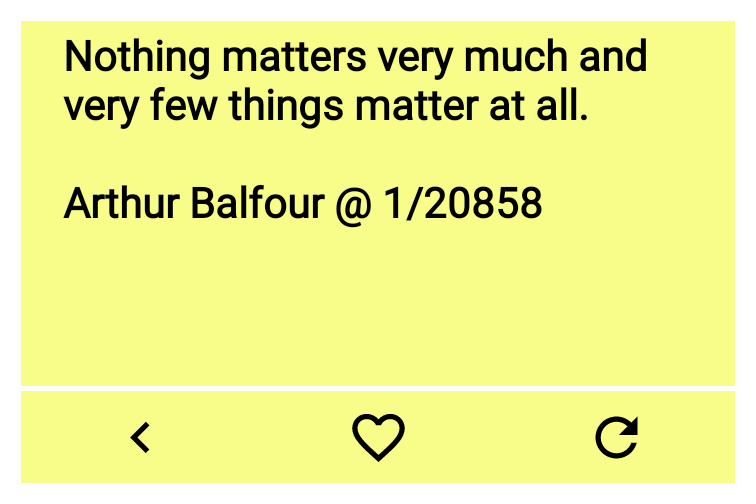 Nothing matters very much and
very few things matter at all.
Arthur Balfour @ 1/20858